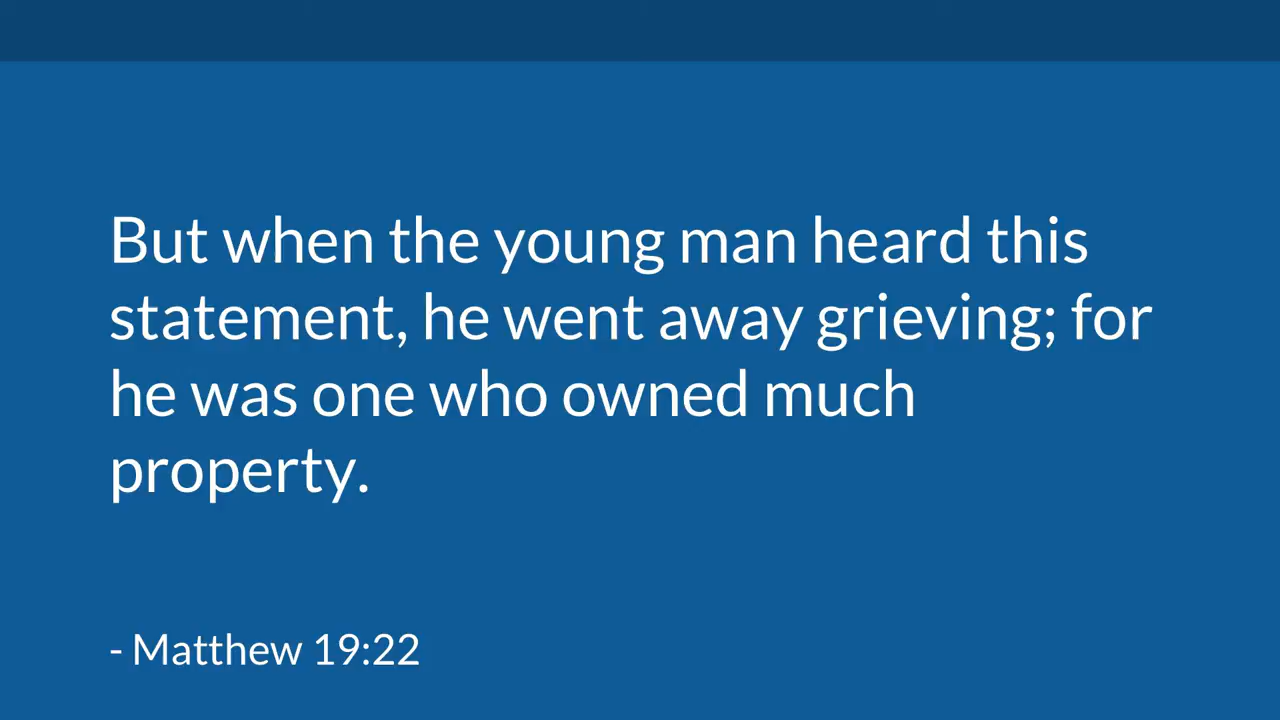 But when the young man heard this
statement, he went away grieving; for
he was one who owned much
property.
- Matthew 19:22